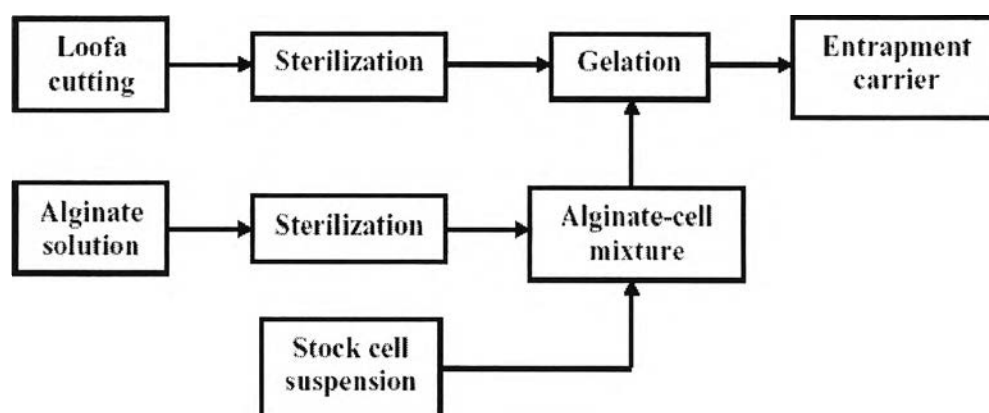 Loofa
cutting
Sterilization
Gelation
Entrapment
carrier
Alginate
solution
Sterilization
Alginate-cell
mixture
Stock cell
suspension